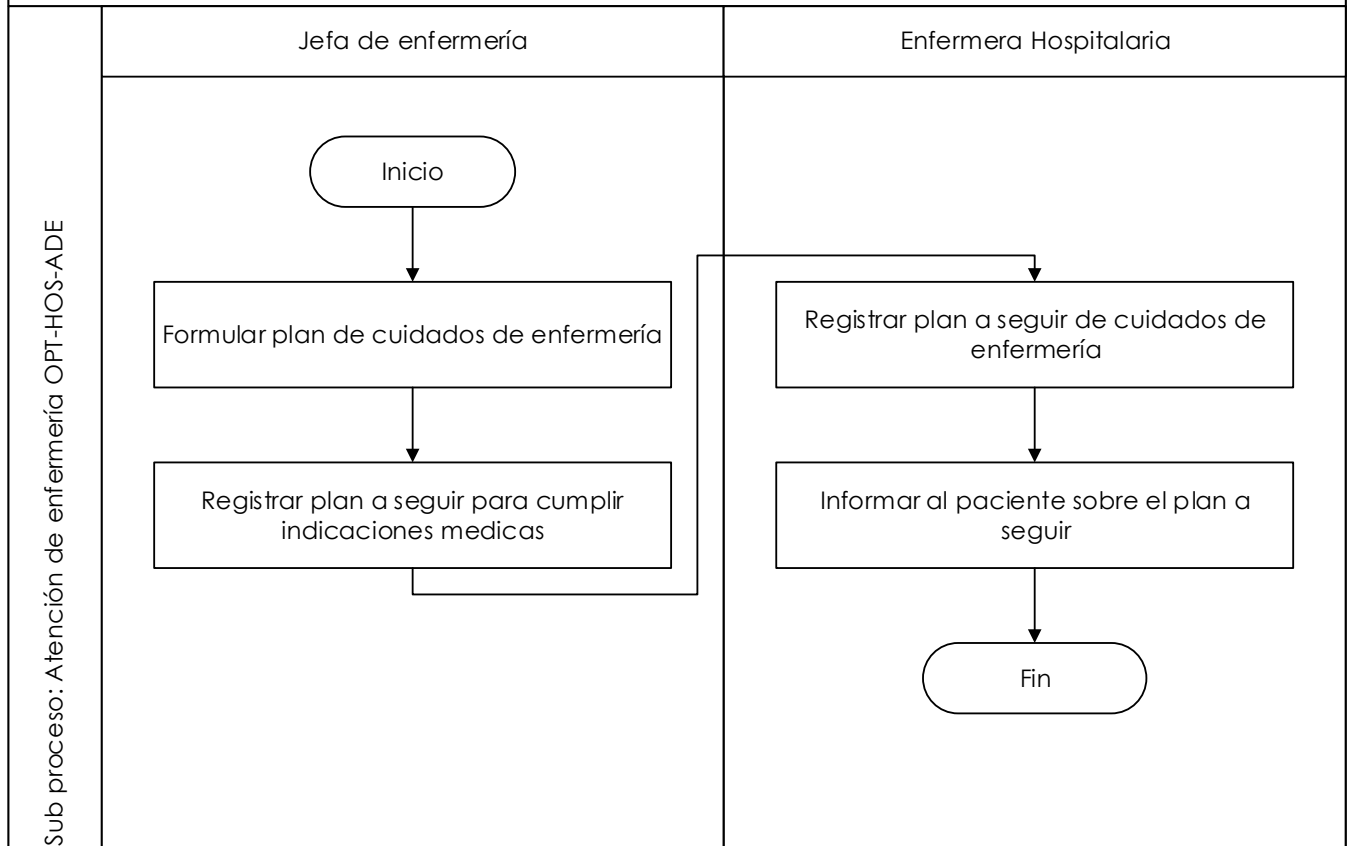 Jefa de enfermería
Enfermera Hospitalaria
Sub proceso: Atención de enfermería OPT-HOS-ADE
Inicio
Formular plan de cuidados de enfermería
Registrar plan a seguir para cumplir
indicaciones medicas
Registrar plan a seguir de cuidados de
enfermería
Informar al paciente sobre el plan a
seguir
Fin